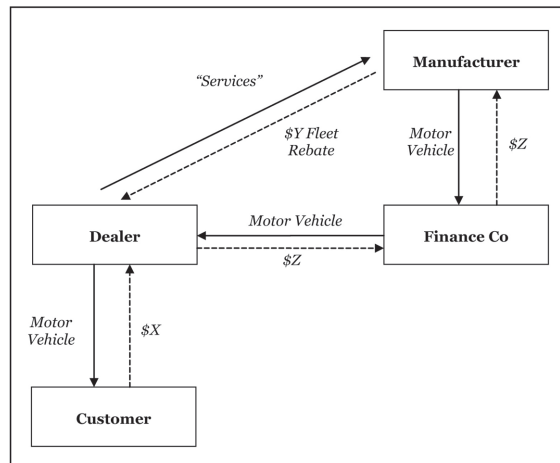 Manufacturer
“Services”
$Y Fleet
Rebate
Motor
Vehicle
$Z
Dealer
Motor Vehicle
$Z
Finance Co
Motor
Vehicle
$X
Customer